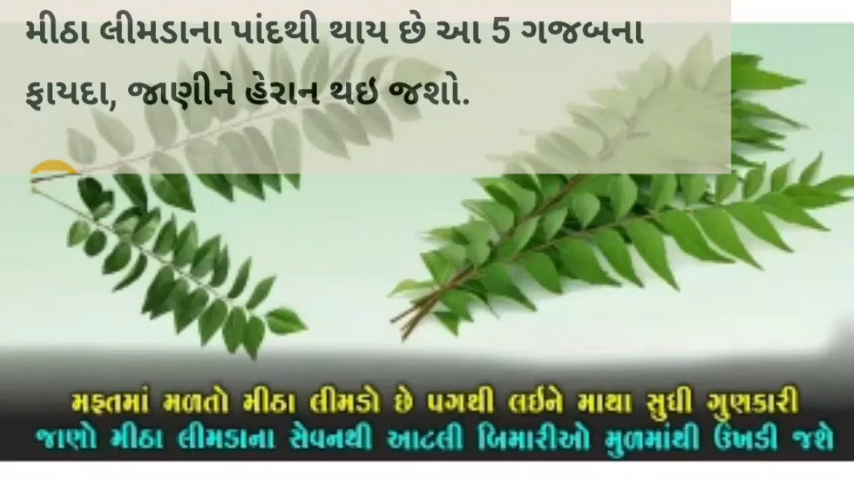 મીઠા લીમડાના પાંદથી થાય છે આ 5 ગજબના
ફાયદા, જાણીને હેરાન થઇ જશો.
મફતમાં મળતો મીઠા લીમડો છે પગથી લઈને માથા સુધી ગુણકારી
જાણો મીઠા લીમડાના સેવનથી આટલી બિમારીઓ મુળમાંથી ઉખડી જશે